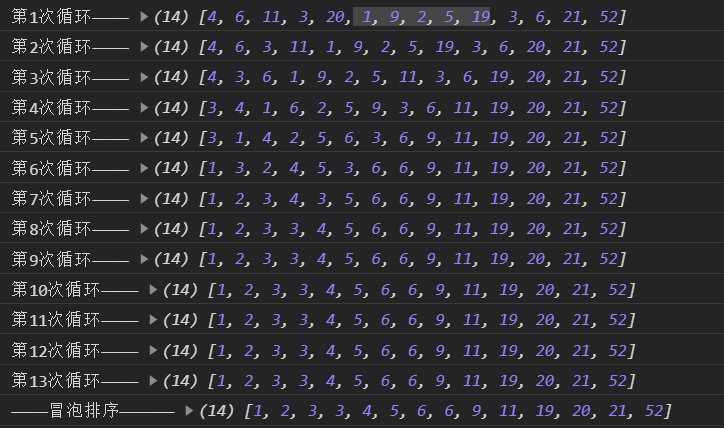 第1次循环———— ▶(14) [4, 6, 11, 3, 20, 1, 9, 2, 5, 19, 3, 6, 21, 52]
第2次循环———— ▶(14) [4, 6, 3, 11, 1, 9, 2, 5, 19, 3, 6, 20, 21, 52]
第3次循环———— ▶(14) [4, 3, 6, 1, 9, 2, 5, 11, 3, 6, 19, 20, 21, 52]
第4次循环———— ▶(14) [3, 4, 1, 6, 2, 5, 9, 3, 6, 11, 19, 20, 21, 52]
第5次循环———— ▶(14) [3, 1, 4, 2, 5, 6, 3, 6, 9, 11, 19, 20, 21, 52]
第6次循环———— ▶(14) [1, 3, 2, 4, 5, 3, 6, 6, 9, 11, 19, 20, 21, 52]
第7次循环———— ▶(14) [1, 2, 3, 4, 3, 5, 6, 6, 9, 11, 19, 20, 21, 52]
第8次循环———— ▶(14) [1, 2, 3, 3, 4, 5, 6, 6, 9, 11, 19, 20, 21, 52]
第9次循环———— ▶(14) [1, 2, 3, 3, 4, 5, 6, 6, 9, 11, 19, 20, 21, 52]
第10次循环———— ▶(14) [1, 2, 3, 3, 4, 5, 6, 6, 9, 11, 19, 20, 21, 52]
第11次循环———— ▶(14) [1, 2, 3, 3, 4, 5, 6, 6, 9, 11, 19, 20, 21, 52]
第12次循环———— ▶(14) [1, 2, 3, 3, 4, 5, 6, 6, 9, 11, 19, 20, 21, 52]
第13次循环———— ▶(14) [1, 2, 3, 3, 4, 5, 6, 6, 9, 11, 19, 20, 21, 52]
————冒泡排序—————— ▶(14) [1, 2, 3, 3, 4, 5, 6, 6, 9, 11, 19, 20, 21, 52]